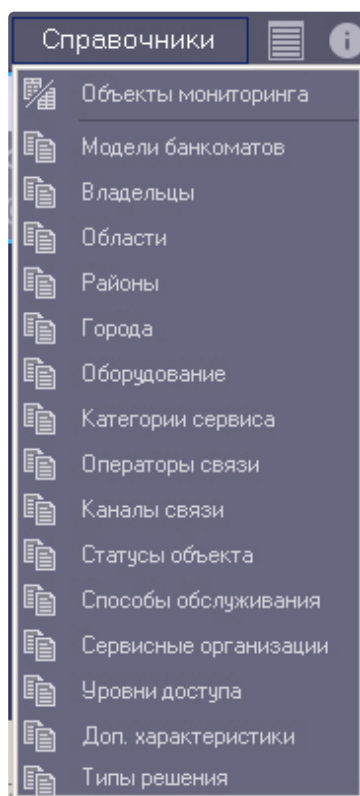 Справочники
Объекты мониторинга
Модели банкоматов
Владельцы
Области
Районы
Города
Оборудование
Категории сервиса
Операторы связи
Каналы связи
Статусы объекта
Способы обслуживания
Сервисные организации
Уровни доступа
Доп. характеристики
Типы решения